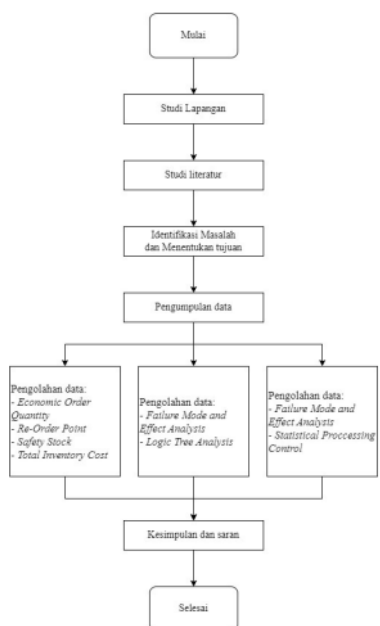 Mulai
Studi Lapangan
Studi literatur
Identifikasi Masalah
dan Menentukan tujuan
Pengumpulan data
Pengolahan data:
- Economic Order
Quantity
- Re-Order Point
- Safety Stock
- Total Inventory Cost
Pengolahan data:
- Failure Mode and
Effect Analysis
- Logic Tree Analysis
Pengolahan data:
- Failure Mode and
Effect Analysis
- Statistical Proccessing
Control
Kesimpulan dan saran
Selesai